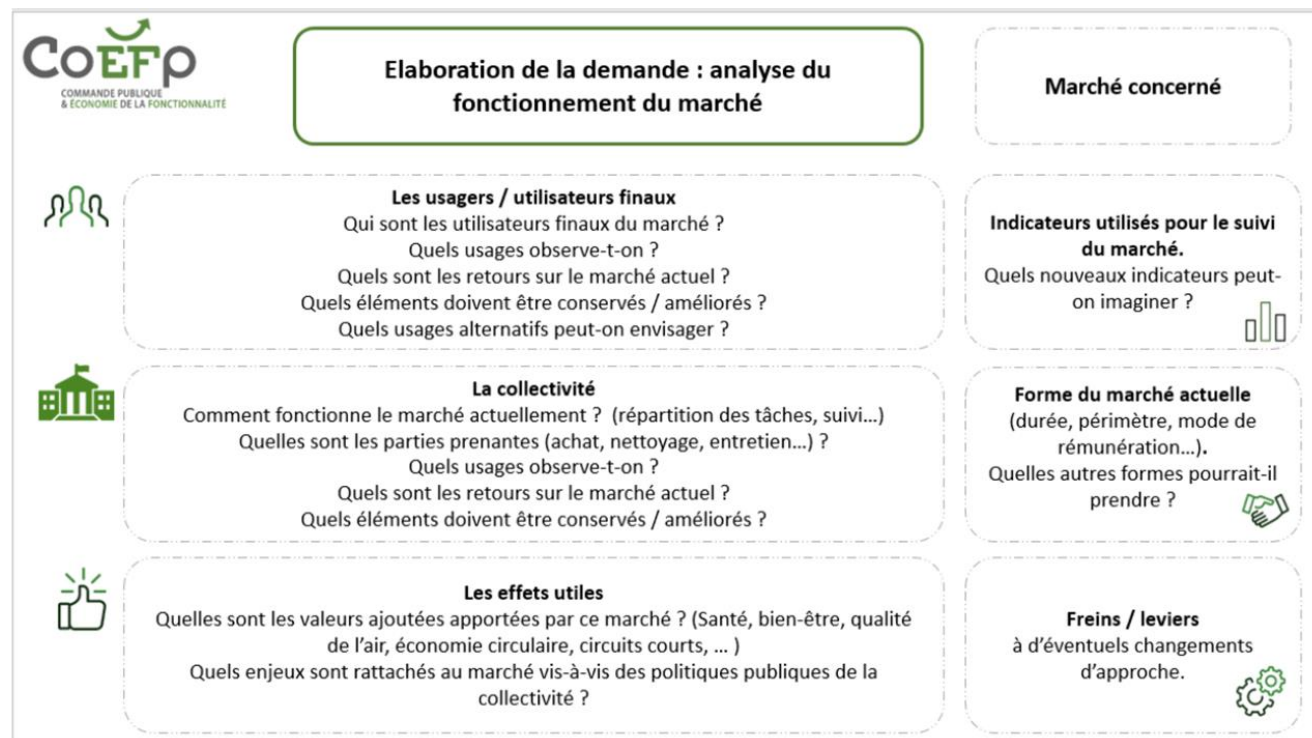 CoEFp
COMMANDE PUBLIQUE
& ÉCONOMIE DE LA FONCTIONNALITÉ
Elaboration de la demande : analyse du
fonctionnement du marché
Marché concerné
Les usagers / utilisateurs finaux
Qui sont les utilisateurs finaux du marché ?
Quels usages observe-t-on ?
Quels sont les retours sur le marché actuel ?
Quels éléments doivent être conservés / améliorés ?
Quels usages alternatifs peut-on envisager ?
Indicateurs utilisés pour le suivi
du marché.
Quels nouveaux indicateurs peut-
on imaginer ?
La collectivité
Comment fonctionne le marché actuellement ? (répartition des tâches, suivi…)
Quelles sont les parties prenantes (achat, nettoyage, entretien…) ?
Quels usages observe-t-on ?
Quels sont les retours sur le marché actuel ?
Quels éléments doivent être conservés / améliorés ?
Forme du marché actuelle
(durée, périmètre, mode de
rémunération…).
Quelles autres formes pourrait-il
prendre ?
Les effets utiles
Quelles sont les valeurs ajoutées apportées par ce marché ? (Santé, bien-être, qualité
de l’air, économie circulaire, circuits courts, … )
Quels enjeux sont rattachés au marché vis-à-vis des politiques publiques de la
collectivité ?
Freins / leviers
à d’éventuels changements
d’approche.